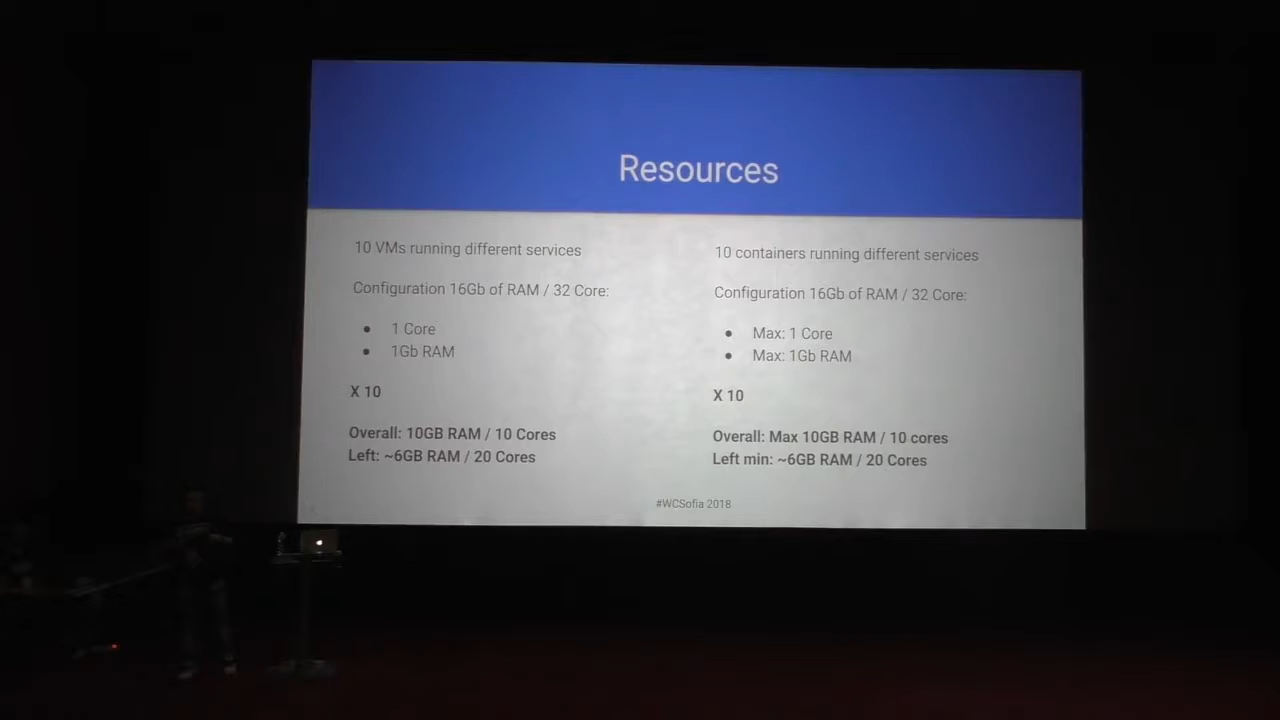 Resources
10 VMs running different services
Configuration 16Gb of RAM / 32 Core:
● 1 Core
● 1Gb RAM
X 10
Overall: 10GB RAM / 10 Cores
Left: ~6GB RAM / 20 Cores
10 containers running different services
Configuration 16Gb of RAM / 32 Core:
● Max: 1 Core
● Max: 1Gb RAM
X 10
Overall: Max 10GB RAM / 10 cores
Left min: ~6GB RAM / 20 Cores
#WCSofia 2018